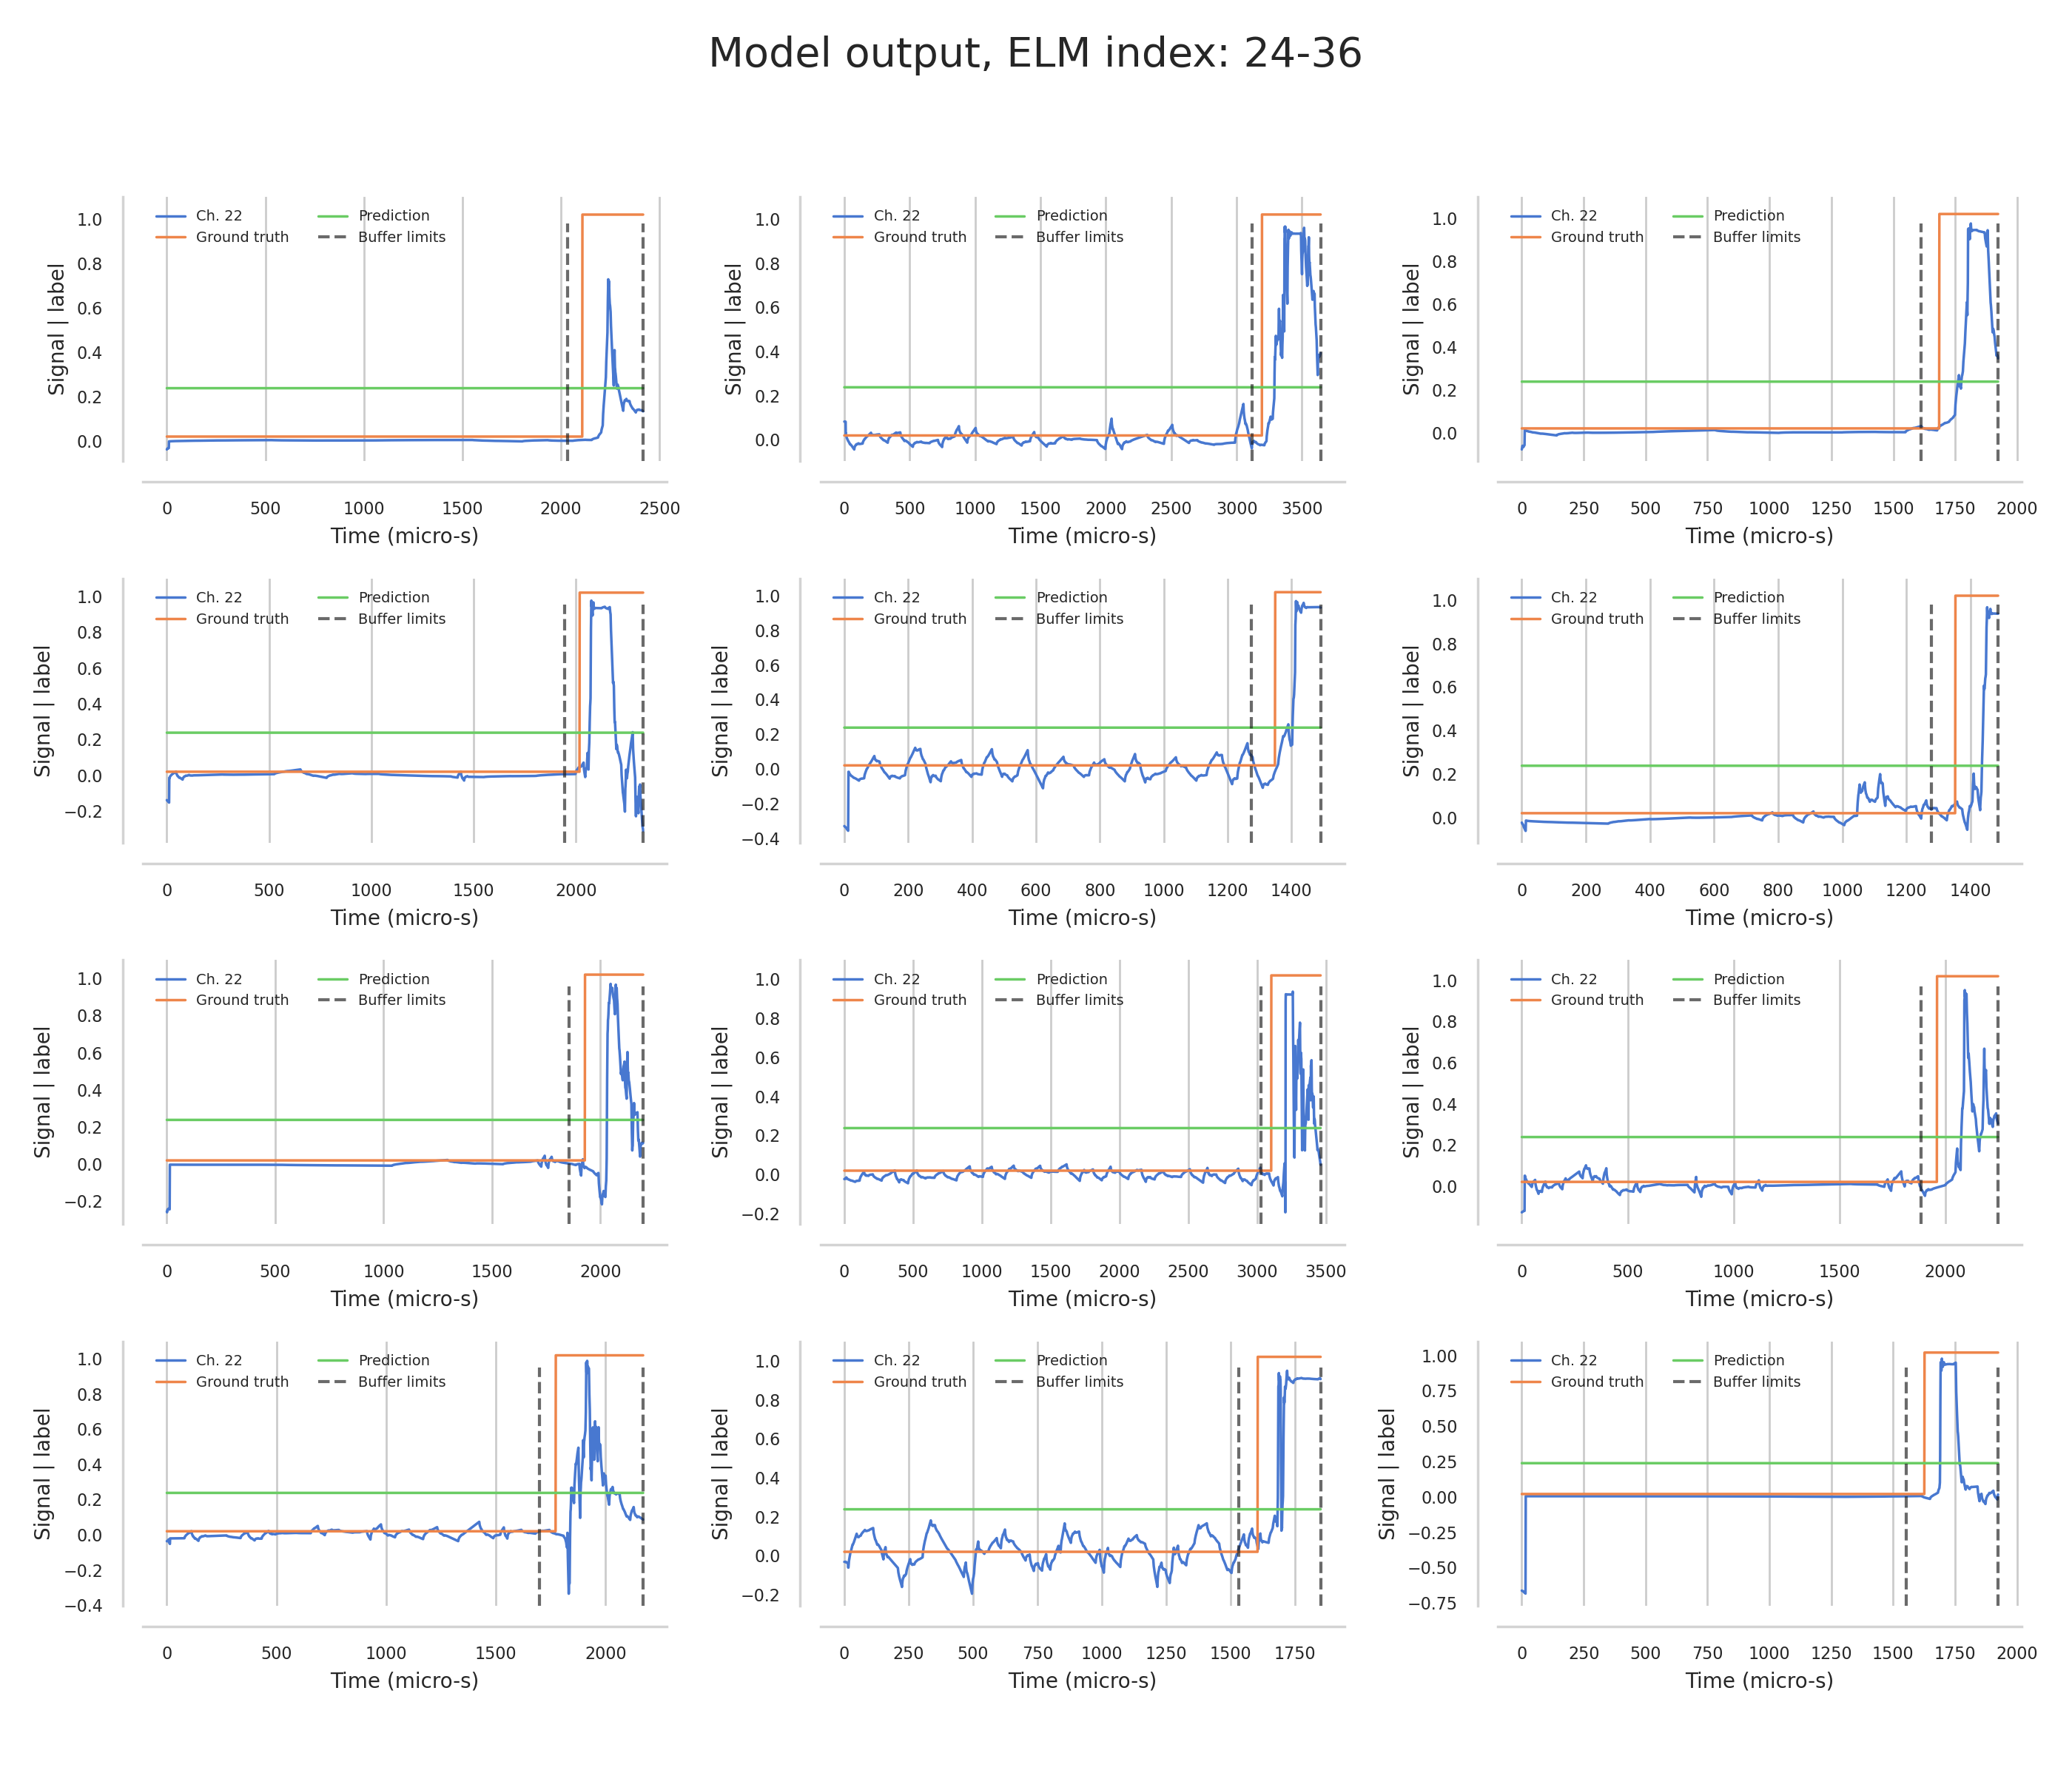 Model output, ELM index: 24-36
Ch. 22 Prediction
Ground truth Buffer limits
1.0
0.8
0.6
0.4
0.2
0.0
Signal | label
0 500 1000 1500 2000 2500
Time (micro-s)
Ch. 22 Prediction
Ground truth Buffer limits
1.0
0.8
0.6
0.4
0.2
0.0
Signal | label
0 500 1000 1500 2000 2500 3000 3500
Time (micro-s)
Ch. 22 Prediction
Ground truth Buffer limits
1.0
0.8
0.6
0.4
0.2
0.0
Signal | label
0 250 500 750 1000 1250 1500 1750 2000
Time (micro-s)
Ch. 22 Prediction
Ground truth Buffer limits
1.0
0.8
0.6
0.4
0.2
0.0
−0.2
Signal | label
0 500 1000 1500 2000
Time (micro-s)
Ch. 22 Prediction
Ground truth Buffer limits
1.0
0.8
0.6
0.4
0.2
0.0
−0.2
−0.4
Signal | label
0 200 400 600 800 1000 1200 1400
Time (micro-s)
Ch. 22 Prediction
Ground truth Buffer limits
1.0
0.8
0.6
0.4
0.2
0.0
Signal | label
0 200 400 600 800 1000 1200 1400
Time (micro-s)
Ch. 22 Prediction
Ground truth Buffer limits
1.0
0.8
0.6
0.4
0.2
0.0
−0.2
Signal | label
0 500 1000 1500 2000
Time (micro-s)
Ch. 22 Prediction
Ground truth Buffer limits
1.0
0.8
0.6
0.4
0.2
0.0
−0.2
Signal | label
0 500 1000 1500 2000 2500 3000 3500
Time (micro-s)
Ch. 22 Prediction
Ground truth Buffer limits
1.0
0.8
0.6
0.4
0.2
0.0
Signal | label
0 500 1000 1500 2000
Time (micro-s)
Ch. 22 Prediction
Ground truth Buffer limits
1.0
0.8
0.6
0.4
0.2
0.0
−0.2
−0.4
Signal | label
0 500 1000 1500 2000
Time (micro-s)
Ch. 22 Prediction
Ground truth Buffer limits
1.0
0.8
0.6
0.4
0.2
0.0
−0.2
Signal | label
0 250 500 750 1000 1250 1500 1750
Time (micro-s)
Ch. 22 Prediction
Ground truth Buffer limits
1.00
0.75
0.50
0.25
0.00
−0.25
−0.50
−0.75
Signal | label
0 250 500 750 1000 1250 1500 1750 2000
Time (micro-s)